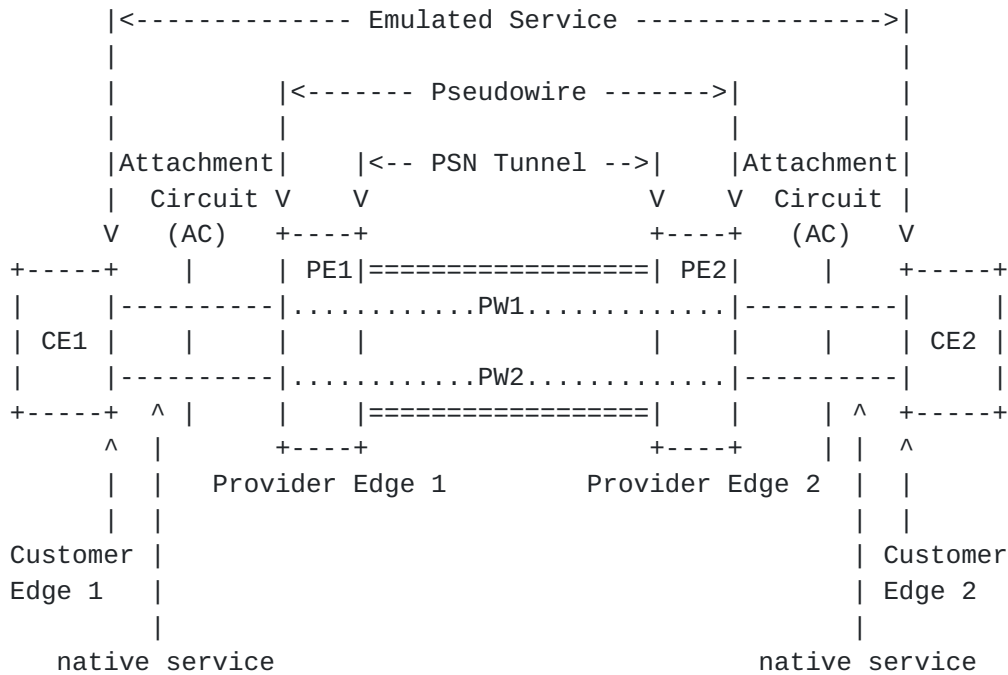 |<-------------- Emulated Service ---------------->|
|                                                  |
|          |<------- Pseudowire ------->|          |
|          |                            |          |
|Attachment|    |<-- PSN Tunnel -->|    |Attachment|
|  Circuit V    V                  V    V  Circuit |
V   (AC)   +----+                  +----+   (AC)   V
+-----+    |     | PE1|==================| PE2|     |    +-----+
|     |----------|............PW1.............|----------|     |
| CE1 |    |     |    |                  |    |     |    | CE2 |
|     |----------|............PW2.............|----------|     |
+-----+  ^ |     |    |==================|    |     | ^  +-----+
^  |       +----+                  +----+     | |  ^
|  |   Provider Edge 1         Provider Edge 2  |  |
|  |                                            |  |
Customer |                                            | Customer
Edge 1   |                                            | Edge 2
|                                            |
native service                               native service